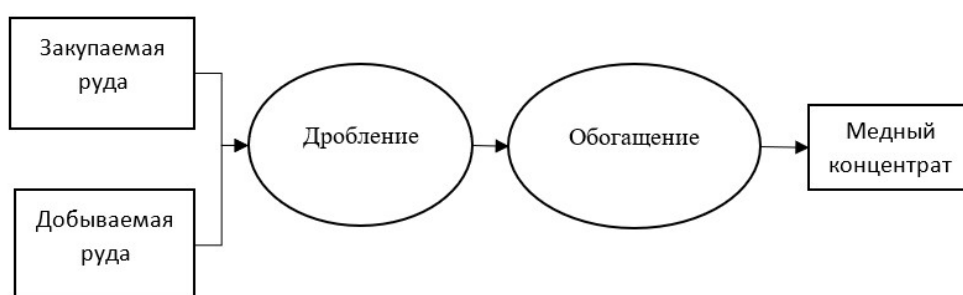 Закупаемая
руда
Добываемая
руда
Дробление
Обогащение
Медный
концентрат